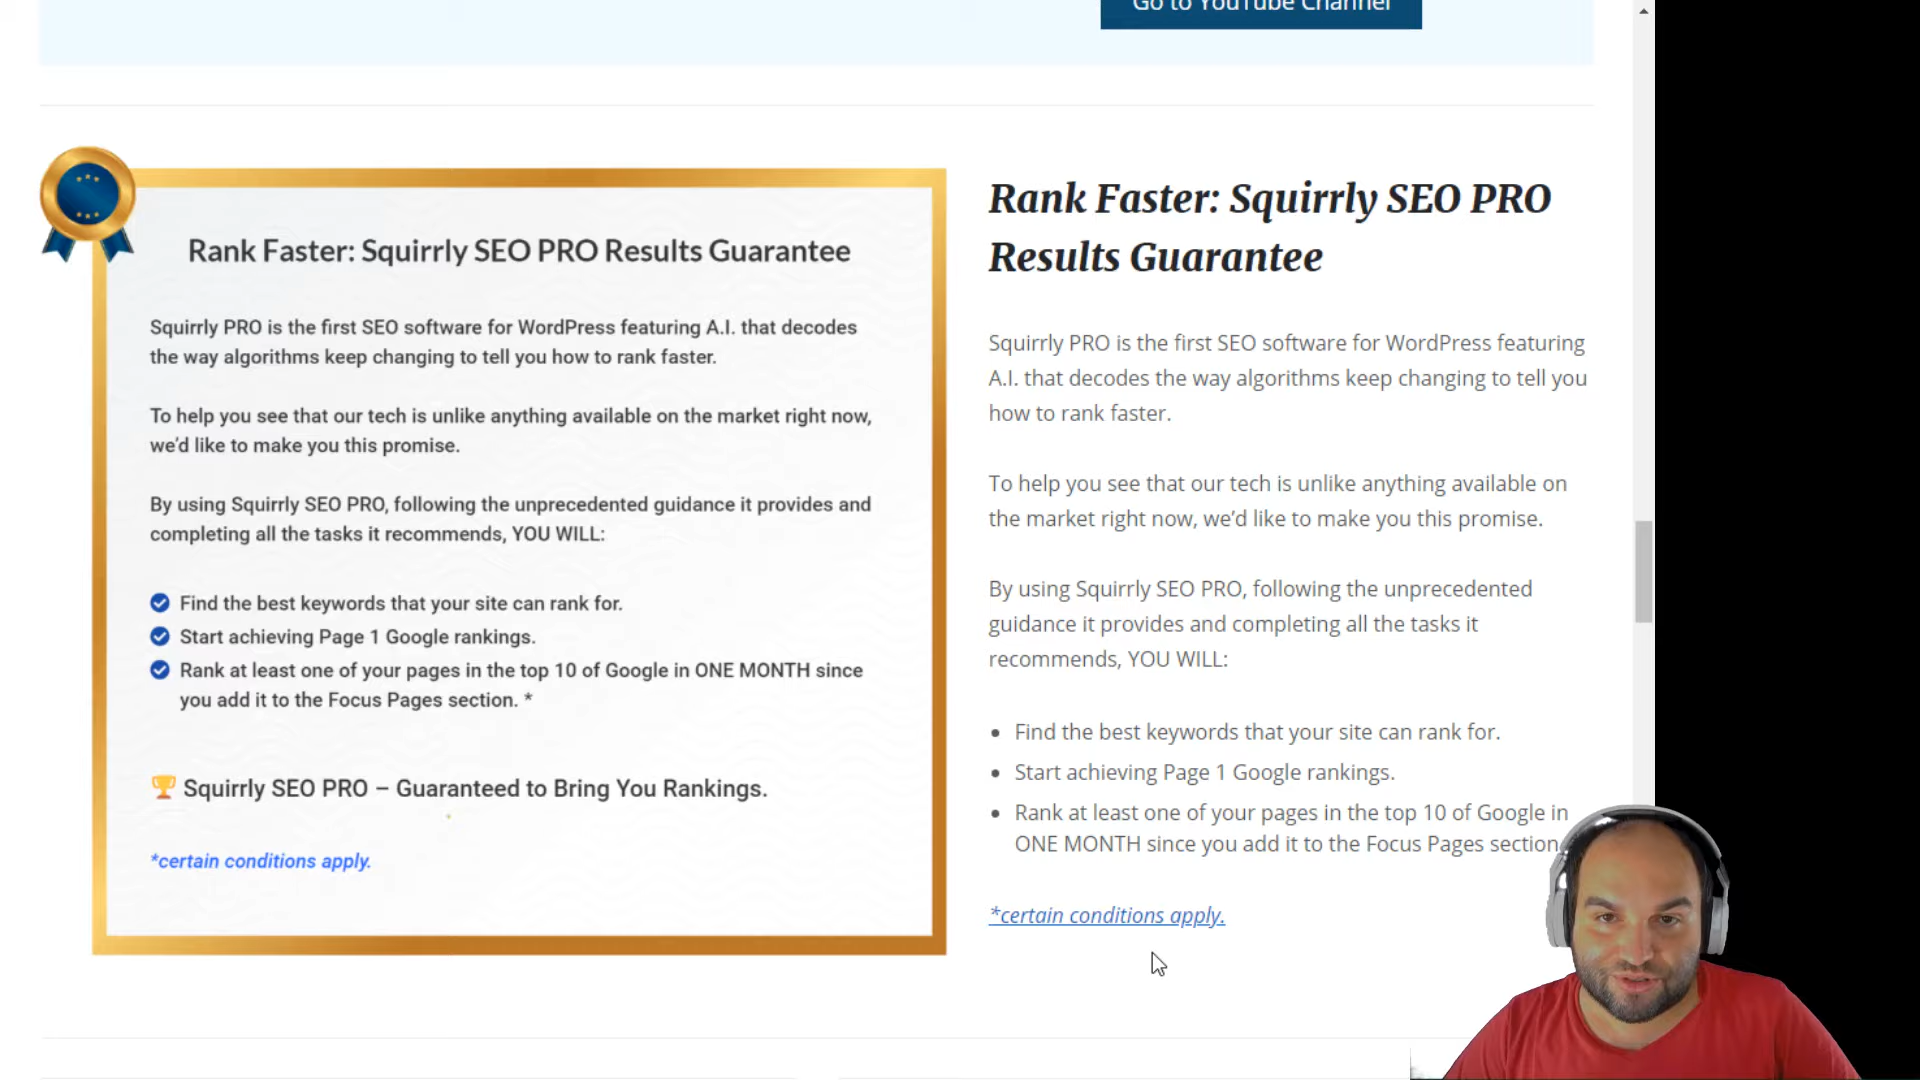 Go to YouTube Channel
Rank Faster: Squirrly SEO PRO Results Guarantee
Squirrly PRO is the first SEO software for WordPress featuring A.I. that decodes
the way algorithms keep changing to tell you how to rank faster.
To help you see that our tech is unlike anything available on the market right now,
we'd like to make you this promise.
By using Squirrly SEO PRO, following the unprecedented guidance it provides and
completing all the tasks it recommends, YOU WILL:
Find the best keywords that your site can rank for.
Start achieving Page 1 Google rankings.
Rank at least one of your pages in the top 10 of Google in ONE MONTH since
you add it to the Focus Pages section. *
Squirrly SEO PRO – Guaranteed to Bring You Rankings.
*certain conditions apply.
Rank Faster: Squirrly SEO PRO
Results Guarantee
Squirrly PRO is the first SEO software for WordPress featuring
A.I. that decodes the way algorithms keep changing to tell you
how to rank faster.
To help you see that our tech is unlike anything available on
the market right now, we'd like to make you this promise.
By using Squirrly SEO PRO, following the unprecedented
guidance it provides and completing all the tasks it
recommends, YOU WILL:
• Find the best keywords that your site can rank for.
• Start achieving Page 1 Google rankings.
• Rank at least one of your pages in the top 10 of Google in
ONE MONTH since you add it to the Focus Pages section.
*certain conditions apply.